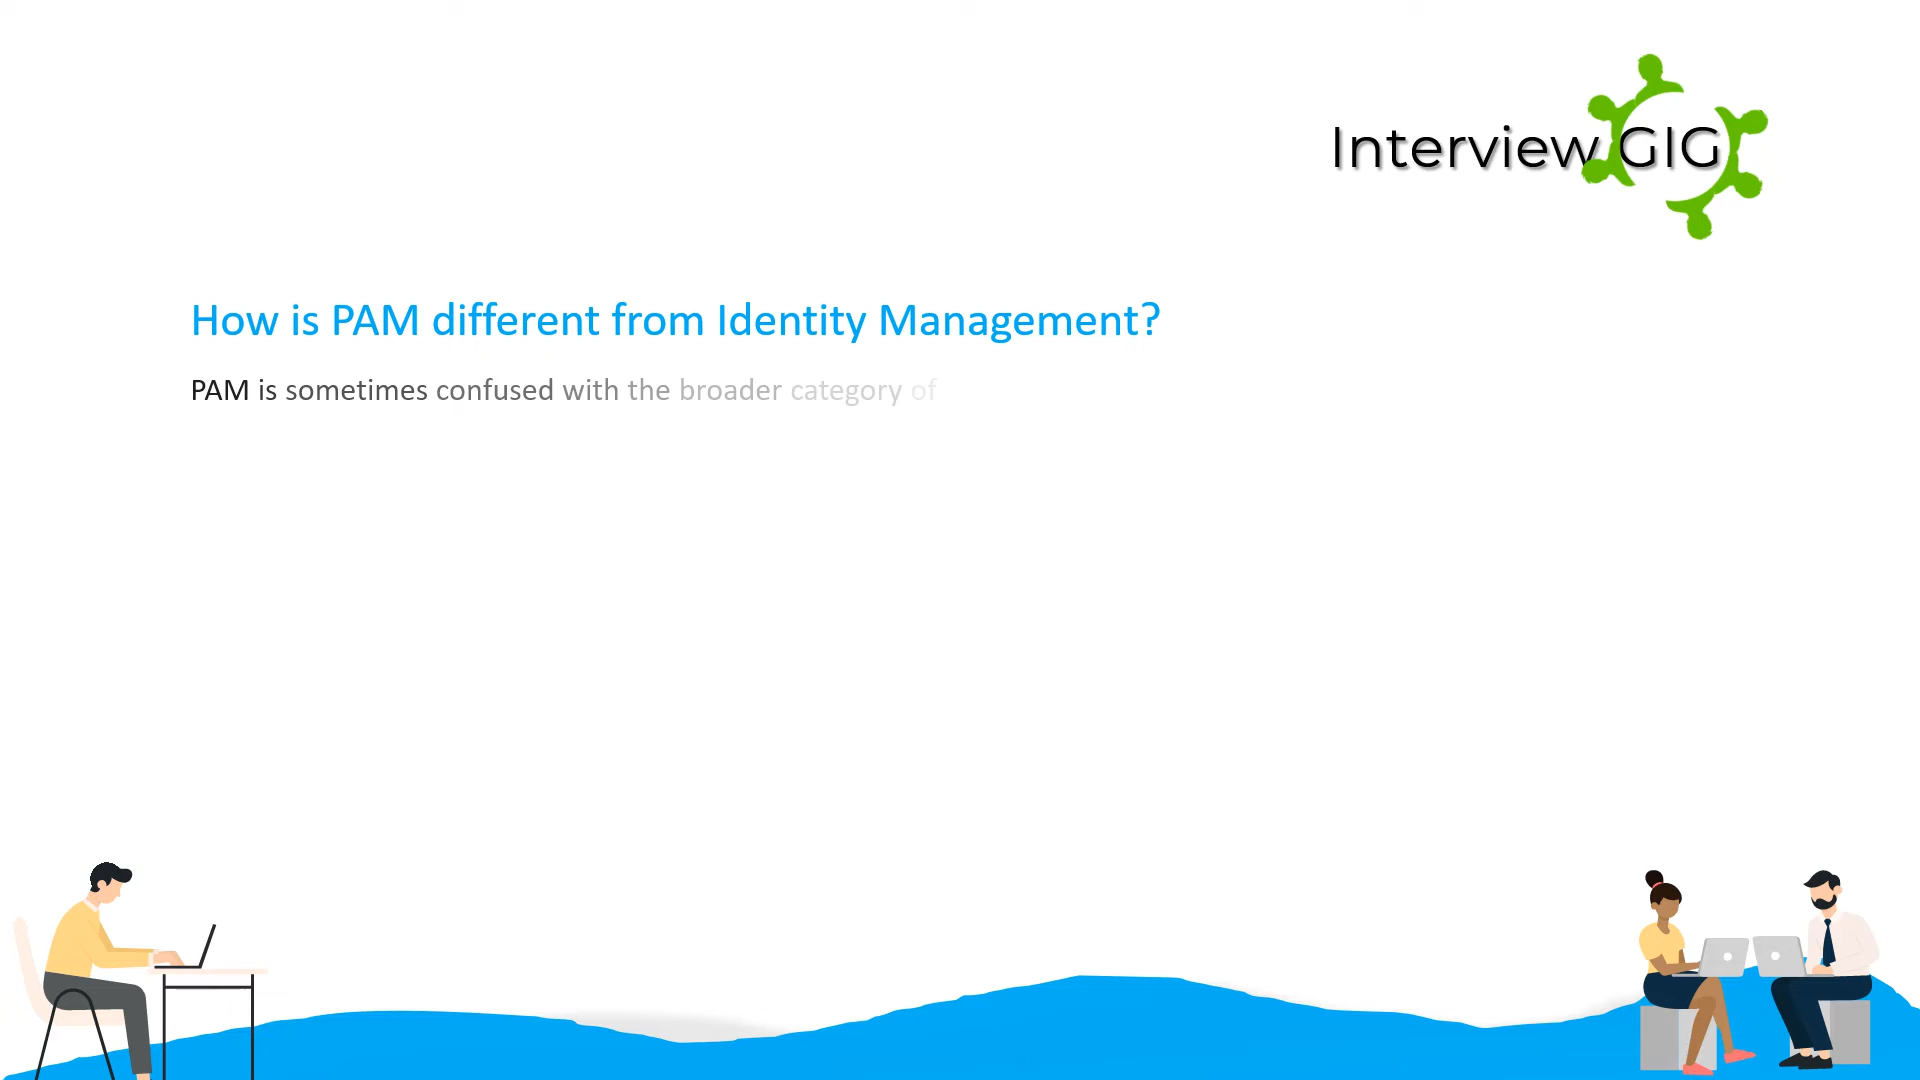 Interview GIG
How is PAM different from Identity Management?
PAM is sometimes confused with the broader category of